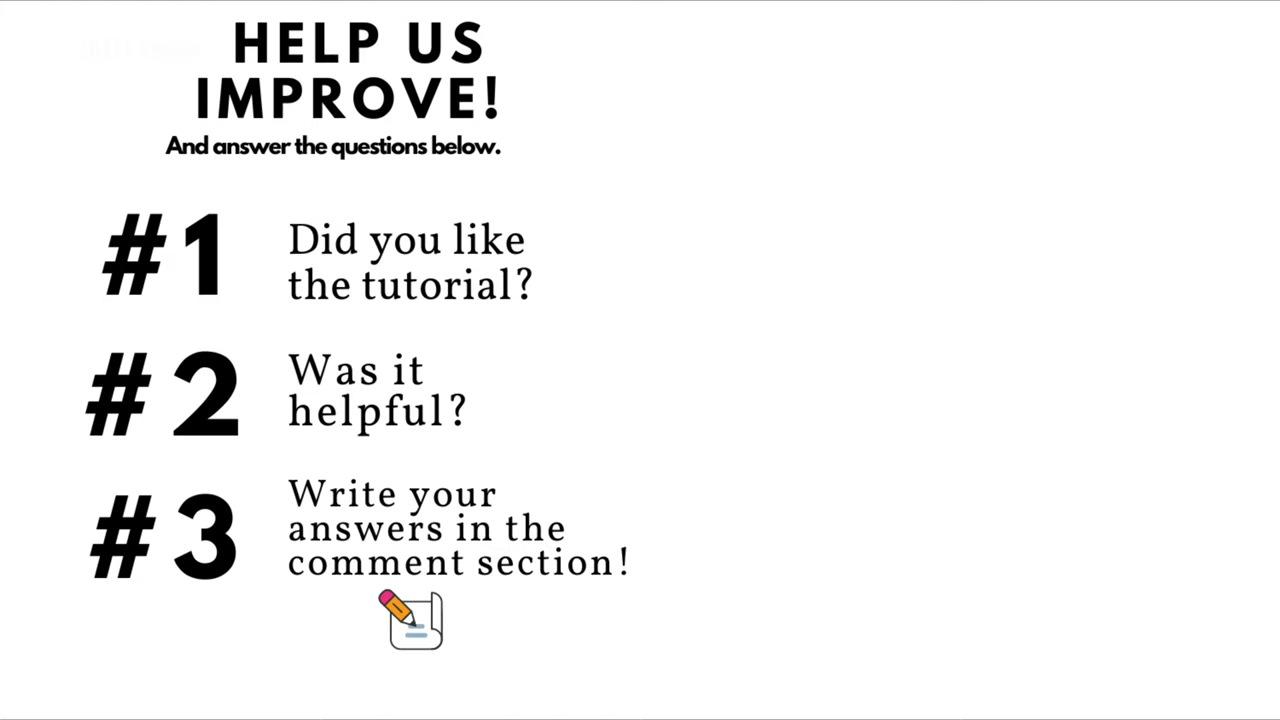 HELP US
IMPROVE!
And answer the questions below.
#1
Did you like
the tutorial?
#2
Was it
helpful?
#3
Write your
answers in the
comment section!